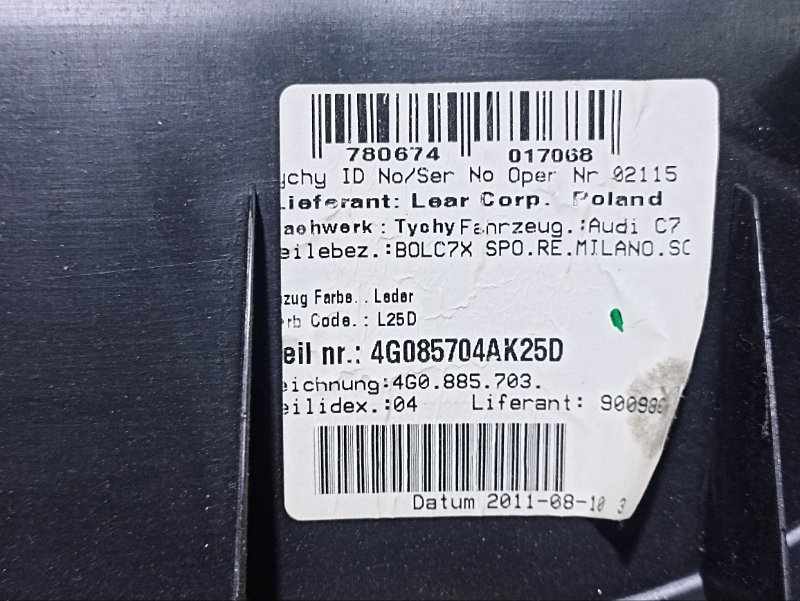 780674 017068
ychy ID No/Ser No Oper Nr 02115
Lieferant: Lear Corp. Poland
aehwerk : Tychy Fahrzeug.:Audi C7
eilebez.:BOLC7X SPO.RE.MILANO.SC
zug Farbe.. Leder
rb Code. : L25D
eil nr.: 4G085704AK25D
eichnung:4G0.885.703.
eilidex.:04 Liferant: 90098
Datum 2011-08-10 3